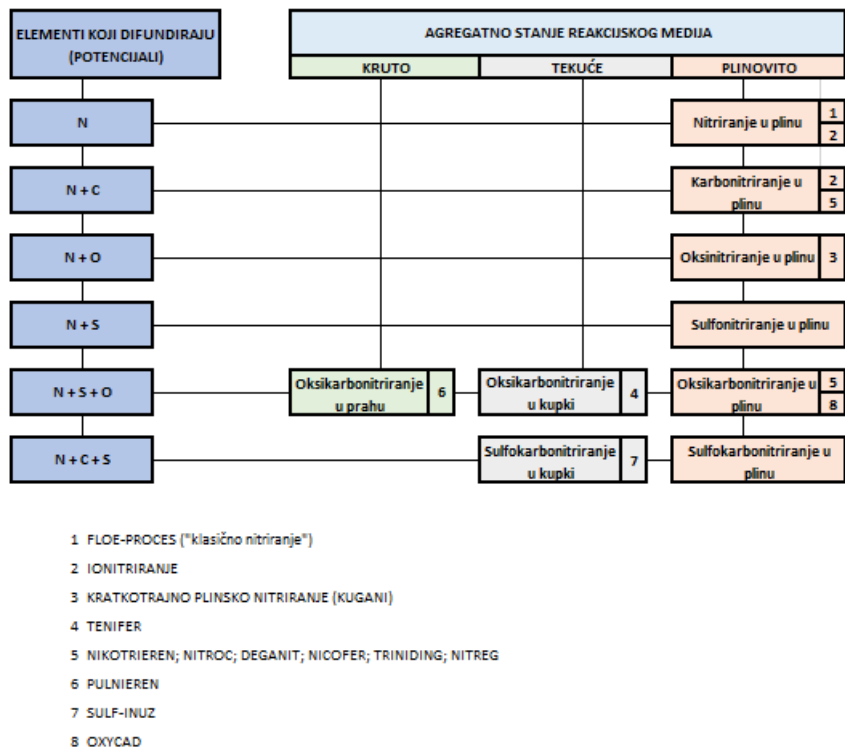 ELEMENTI KOJI DIFUNDIRAJU
(POTENCIJALI)
AGREGATNO STANJE REAKCIJSKOG MEDIJA
KRUTO
TEKUĆE
PLINOVITO
N
Nitriranje u plinu
1
2
N + C
Karbonitriranje u
plinu
2
5
N + O
Oksinitriranje u plinu
3
N + S
Sulfonitriranje u plinu
N + S + O
Oksikarbonitriranje
u prahu
6
Oksikarbonitriranje
u kupki
4
Oksikarbonitriranje u
plinu
5
8
N + C + S
Sulfokarbonitriranje
u kupki
7
Sulfokarbonitriranje u
plinu
1 FLOE-PROCES ("klasično nitriranje")
2 IONITRIRANJE
3 KRATKOTRAJNO PLINSKO NITRIRANJE (KUGANI)
4 TENIFER
5 NIKOTRIEREN; NITROC; DEGANIT; NICOFER; TRINIDING; NITREG
6 PULNIEREN
7 SULF-INUZ
8 OXYCAD